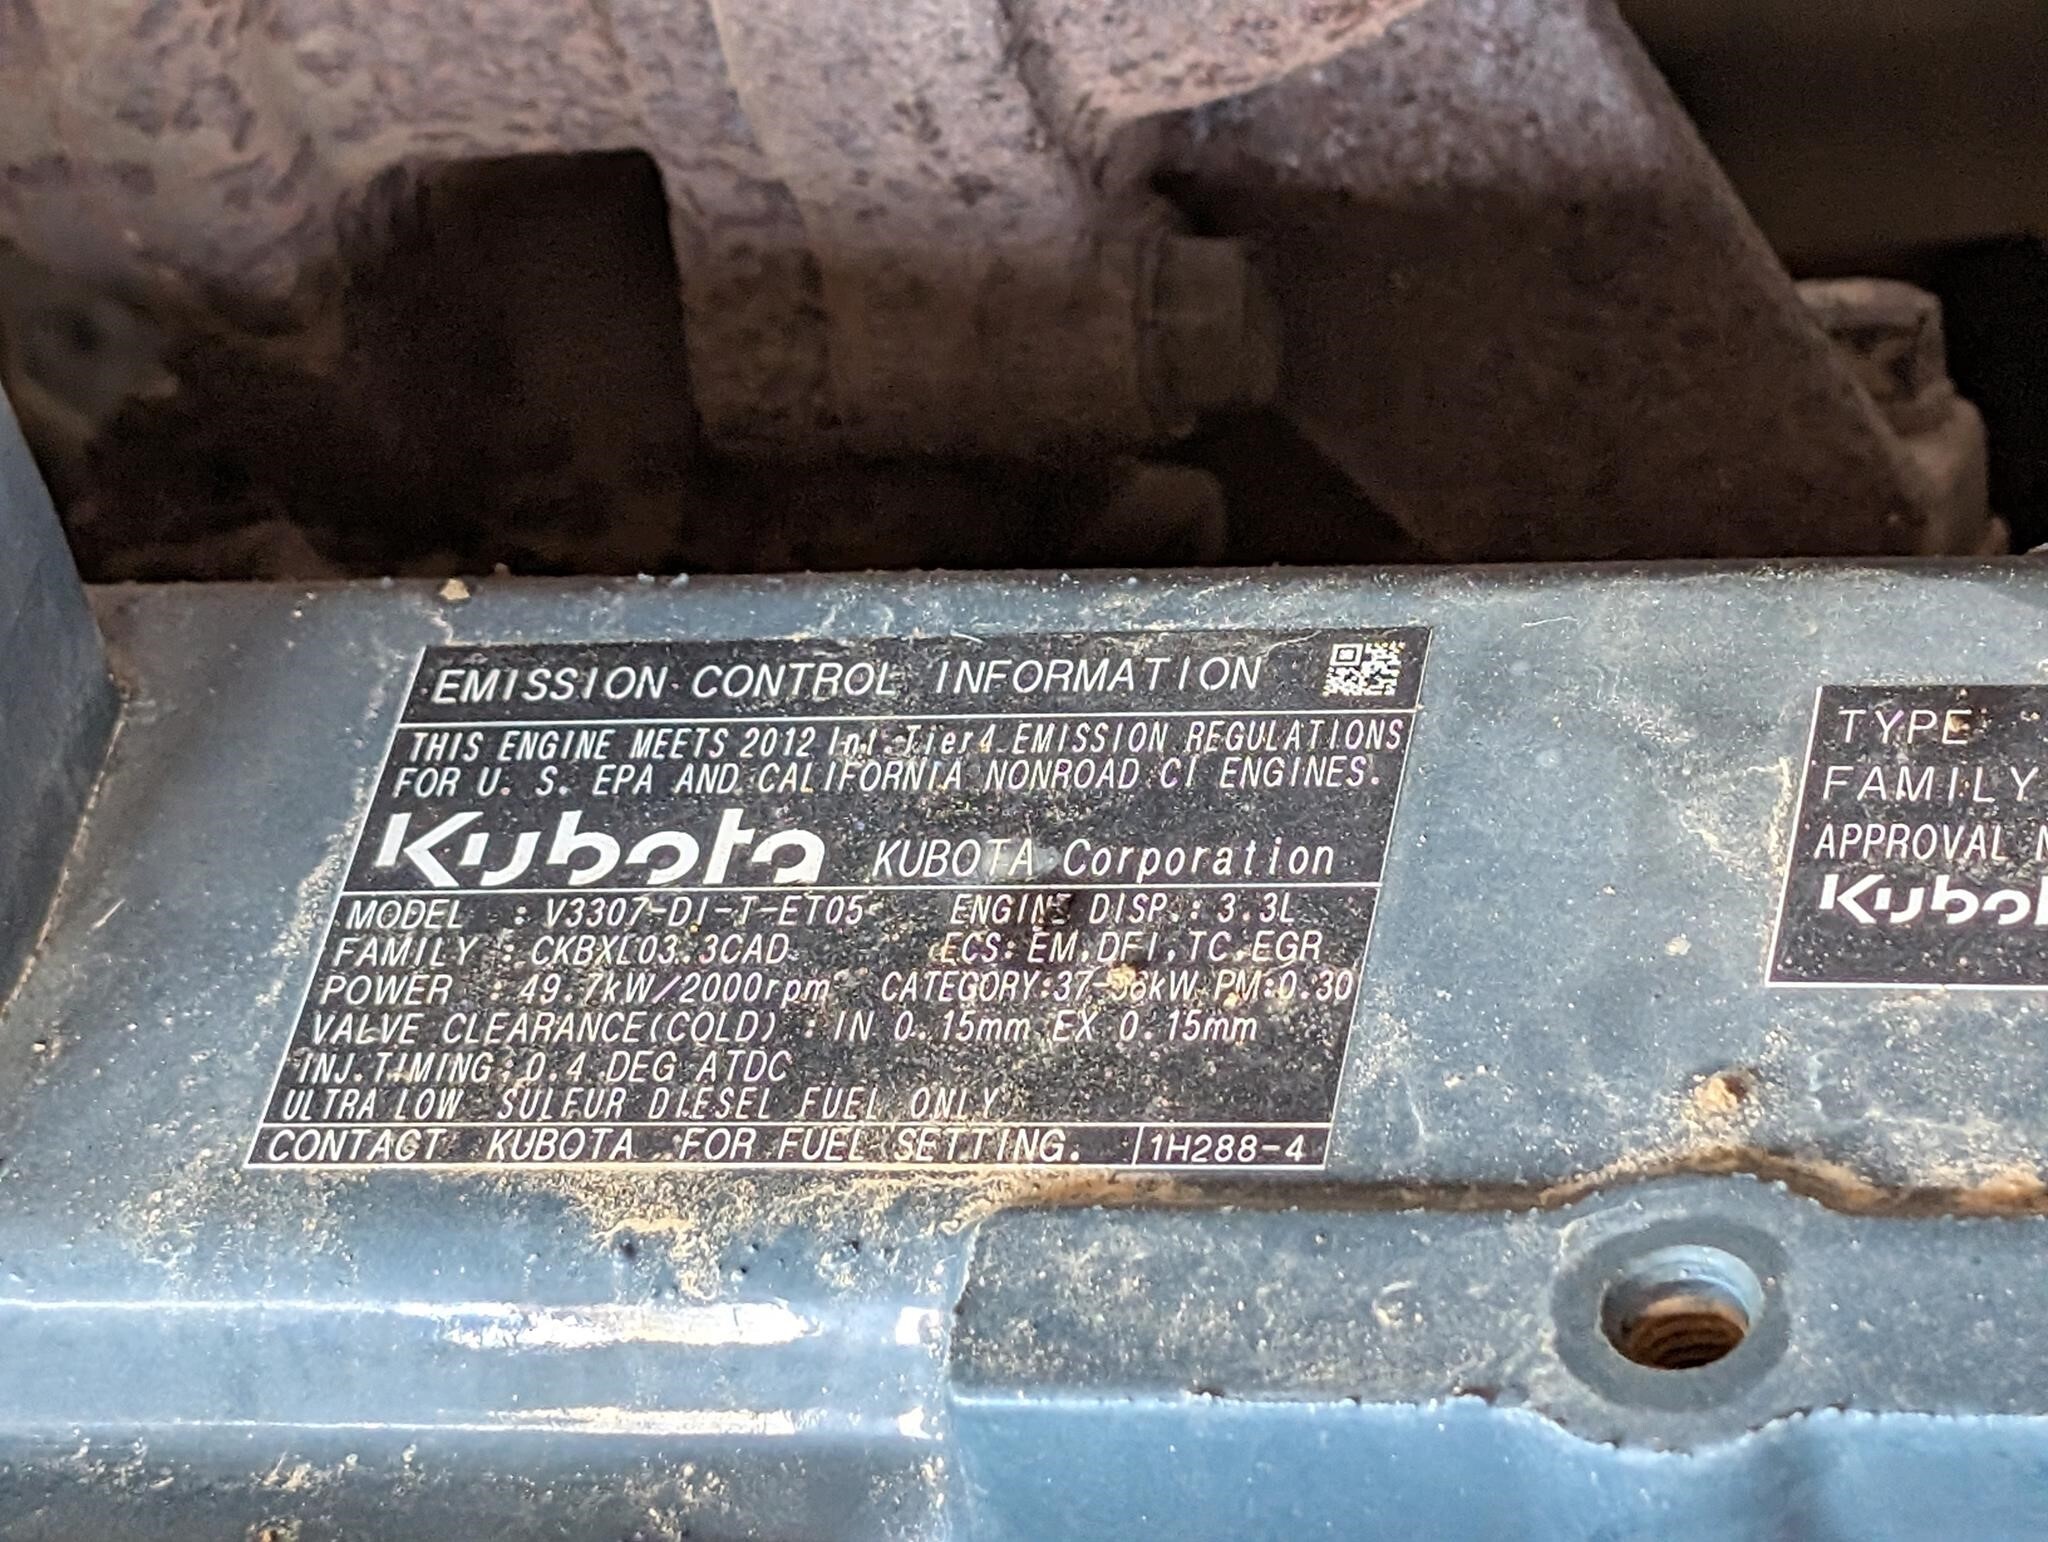 EMISSION CONTROL INFORMATION
THIS ENGINE MEETS 2012 Int. Tier4 EMISSION REGULATIONS
FOR U. S. EPA AND CALIFORNIA NONROAD CI ENGINES.
Kubota KUBOTA Corporation
MODEL : V3307-DI-T-ET05 ENGINE DISP.: 3.3L
FAMILY : CKBXL03.3CAD ECS: EM,DFI,TC,EGR
POWER : 49.7kW/2000rpm CATEGORY:37-56kW PM:0.30
VALVE CLEARANCE(COLD) : IN 0.15mm EX 0.15mm
INJ.TIMING:0.4 DEG ATDC
ULTRA LOW SULFUR DIESEL FUEL ONLY
CONTACT KUBOTA FOR FUEL SETTING. 1H288-4
TYPE
FAMILY
APPROVAL